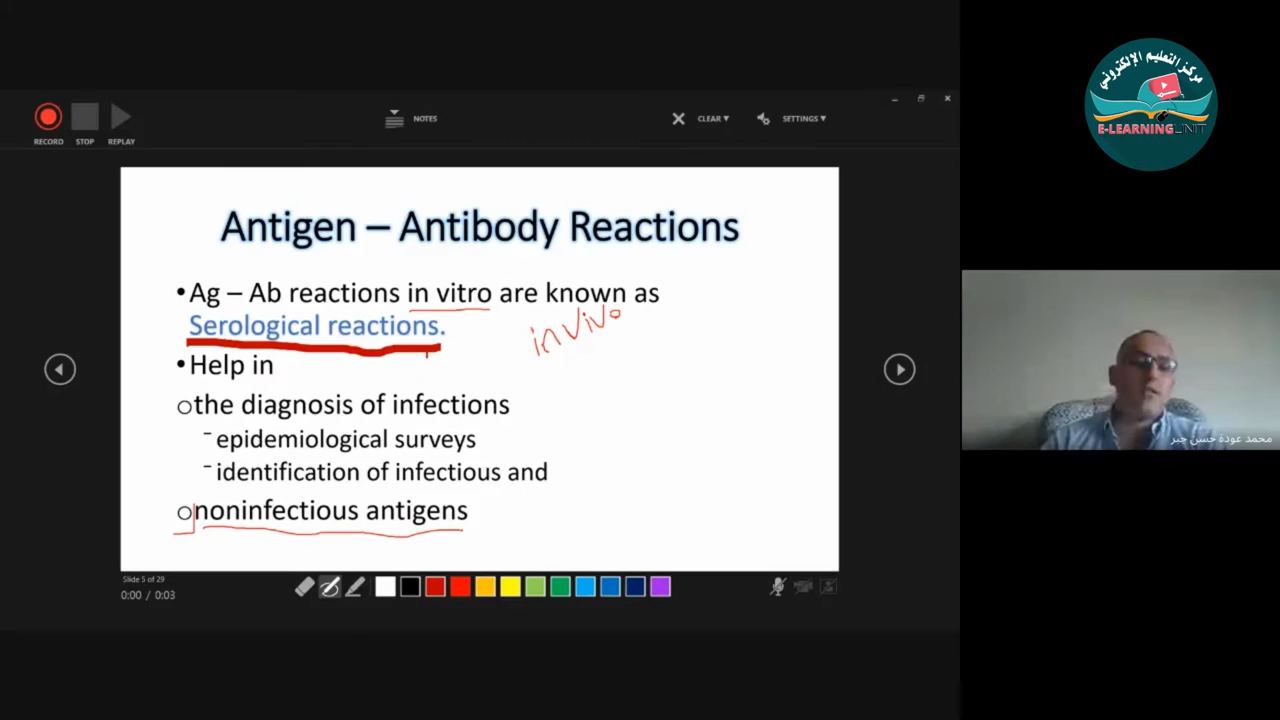 مركز التعليم الإلكتروني
E-LEARNING UNIT
RECORD
STOP
REPLAY
NOTES
CLEAR
SETTINGS
Antigen – Antibody Reactions
•Ag – Ab reactions in vitro are known as
Serological reactions.
in vivo
•Help in
othe diagnosis of infections
⁻ epidemiological surveys
⁻ identification of infectious and
ononinfectious antigens
محمد عودة حسن جبر
Slide 5 of 29
0:00 / 0:03